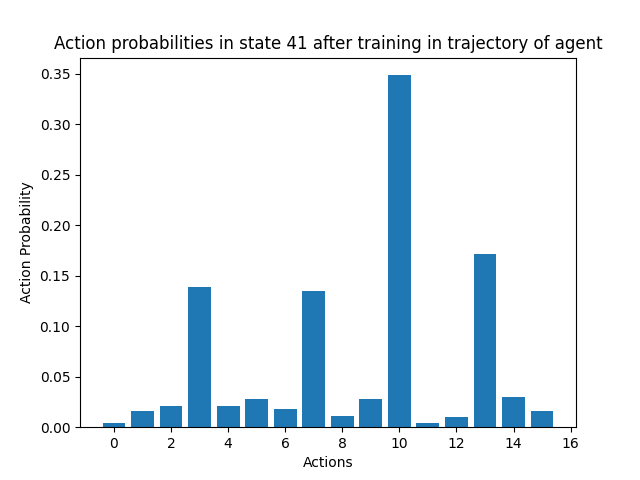 Action probabilities in state 41 after training in trajectory of agent
0.35
0.30
0.25
0.20
0.15
0.10
0.05
0.00
Action Probability
0 2 4 6 8 10 12 14 16
Actions